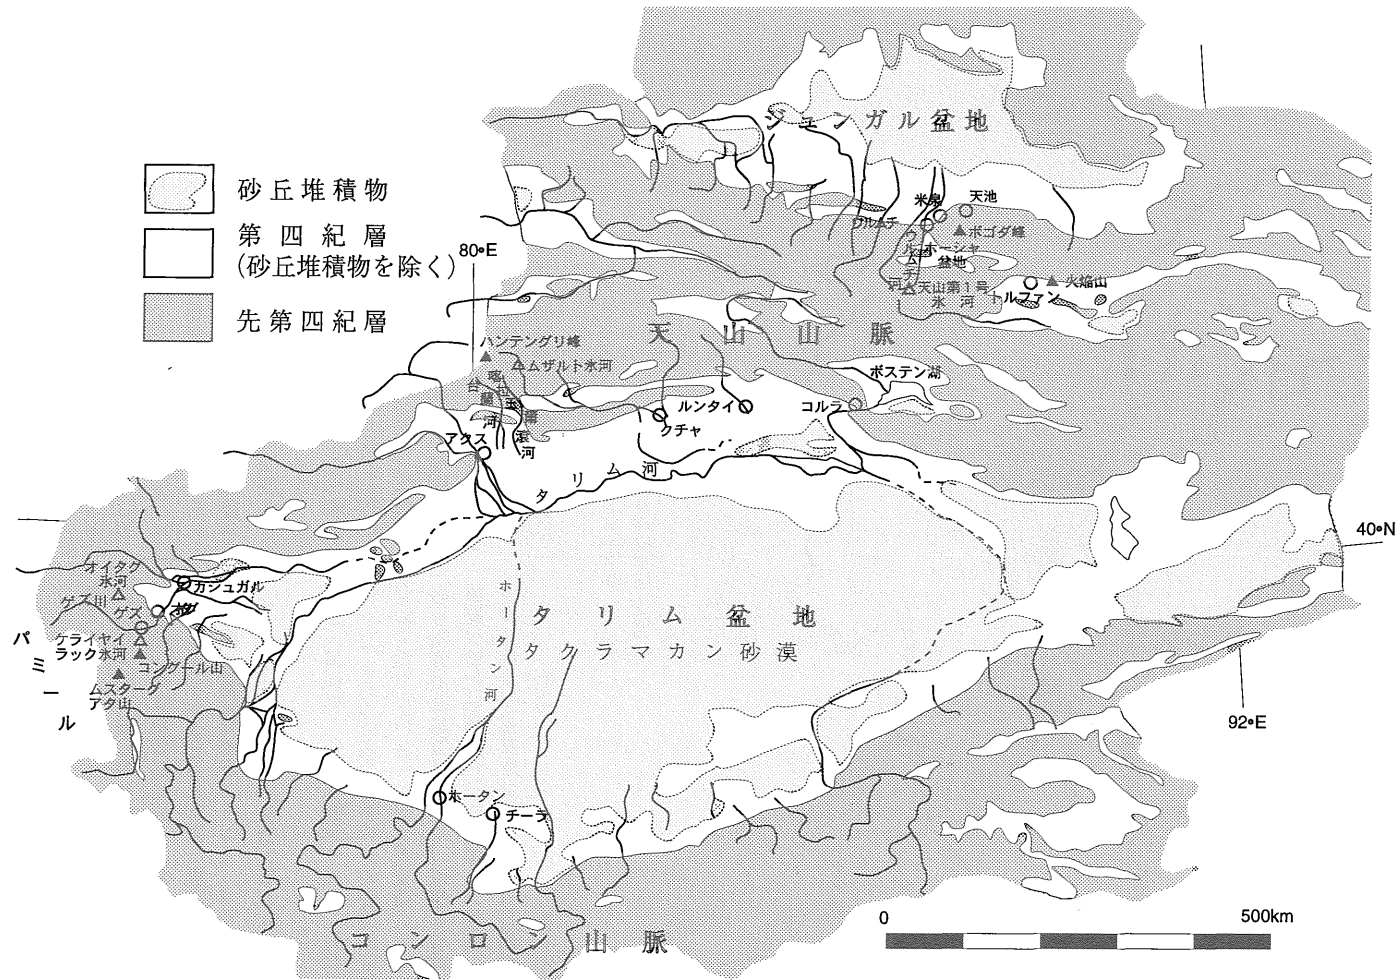 砂丘堆積物
第四紀層
(砂丘堆積物を除く)
先第四紀層
80°E
ジュンガル盆地
米泉
天池
ウルムチ
ボゴダ峰
ウルムチ河
ホーシャ
盆地
天山第1号
氷河
トルファン
火焔山
天山山脈
ハンテングリ峰
ムザルト氷河
台蘭河
河
アクス
クチャ
ルンタイ
コルラ
ボステン湖
タリム河
40°N
オイタグ
氷河
カシュガル
ゲズ川
ゲズ
ケライヤイ
ラック氷河
コングール山
ムスターグ
アタ山
パミール
ホータン河
タリム盆地
タクラマカン砂漠
92°E
ホータン
チーラ
コンロン山脈
0
500km